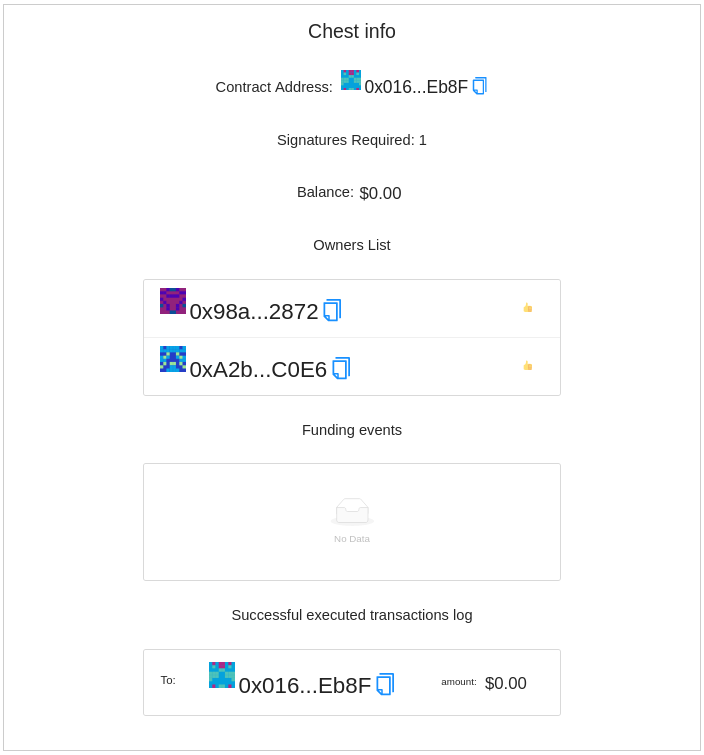 Chest info
Contract Address: 0x016...Eb8F
Signatures Required: 1
Balance: $0.00
Owners List
0x98a...2872
0xA2b...C0E6
Funding events
No Data
Successful executed transactions log
To: 0x016...Eb8F amount: $0.00